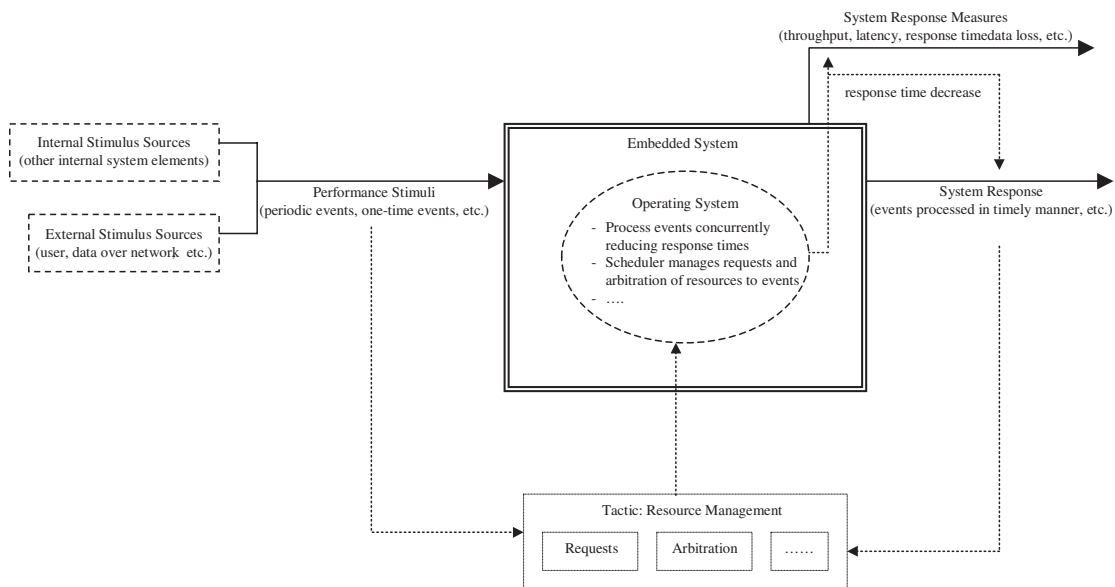 System Response Measures
(throughput, latency, response timedata loss, etc.)
response time decrease
Internal Stimulus Sources
(other internal system elements)
External Stimulus Sources
(user, data over network etc.)
Performance Stimuli
(periodic events, one-time events, etc.)
Embedded System
Operating System
- Process events concurrently
reducing response times
- Scheduler manages requests and
arbitration of resources to events
- ....
System Response
(events processed in timely manner, etc.)
Tactic: Resource Management
Requests
Arbitration
......